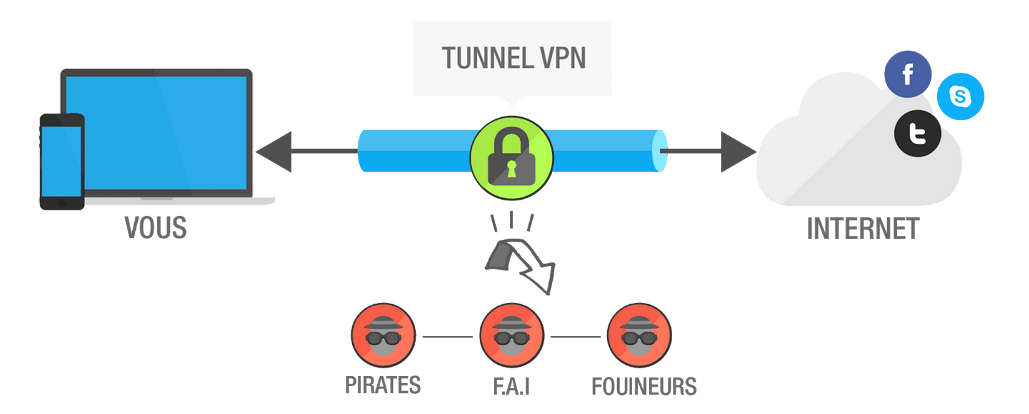 TUNNEL VPN
f
S
t
VOUS
INTERNET
PIRATES
F.A.I
FOUINEURS